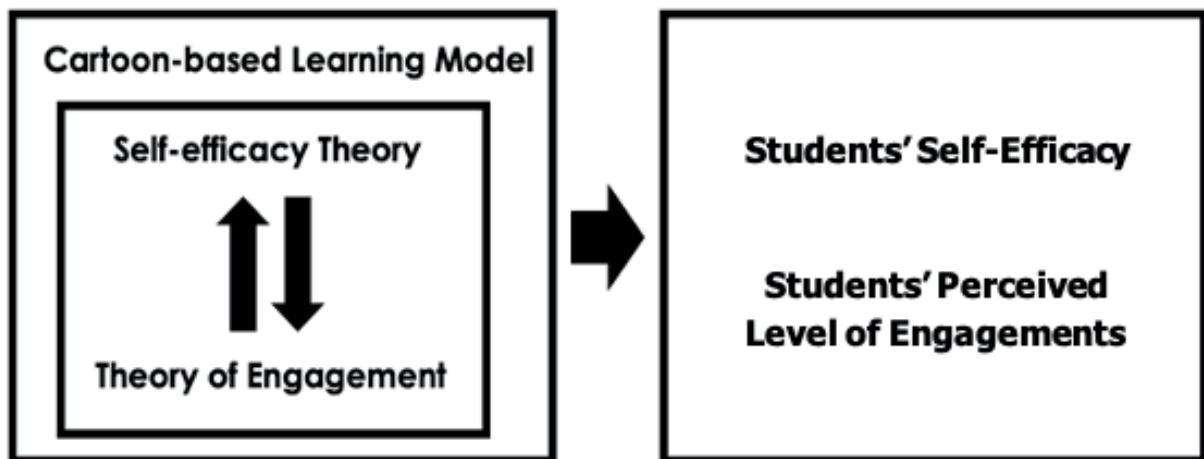 Cartoon-based Learning Model
Self-efficacy Theory
Theory of Engagement
Students' Self-Efficacy
Students' Perceived
Level of Engagements